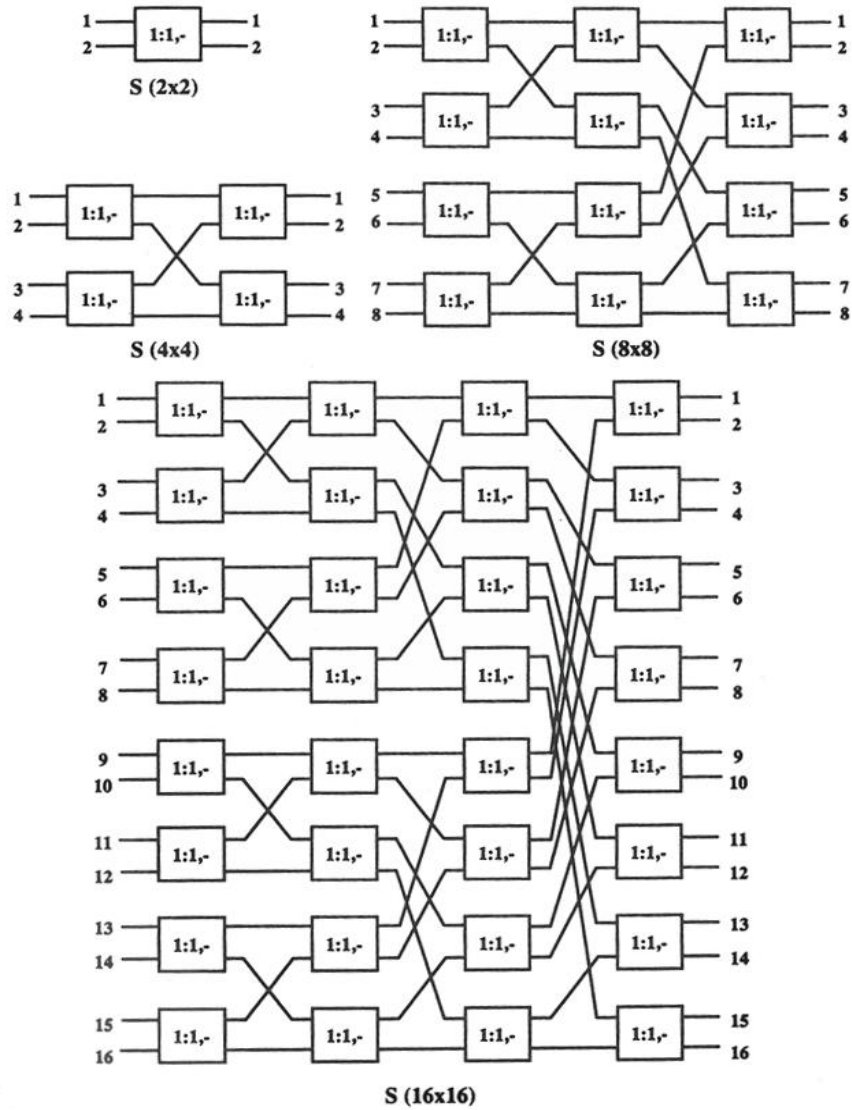 1 1:1,- 1
2 2
S (2x2)
1 1:1,- 1:1,- 1:1,- 1
2 2
3 1:1,- 1:1,- 1:1,- 3
4 4
5 1:1,- 1:1,- 1:1,- 5
6 6
7 1:1,- 1:1,- 1:1,- 7
8 8
S (8x8)
1 1:1,- 1:1,- 1
2 2
3 1:1,- 1:1,- 3
4 4
S (4x4)
1 1:1,- 1:1,- 1:1,- 1:1,- 1
2 2
3 1:1,- 1:1,- 1:1,- 1:1,- 3
4 4
5 1:1,- 1:1,- 1:1,- 1:1,- 5
6 6
7 1:1,- 1:1,- 1:1,- 1:1,- 7
8 8
9 1:1,- 1:1,- 1:1,- 1:1,- 9
10 10
11 1:1,- 1:1,- 1:1,- 1:1,- 11
12 12
13 1:1,- 1:1,- 1:1,- 1:1,- 13
14 14
15 1:1,- 1:1,- 1:1,- 1:1,- 15
16 16
S (16x16)